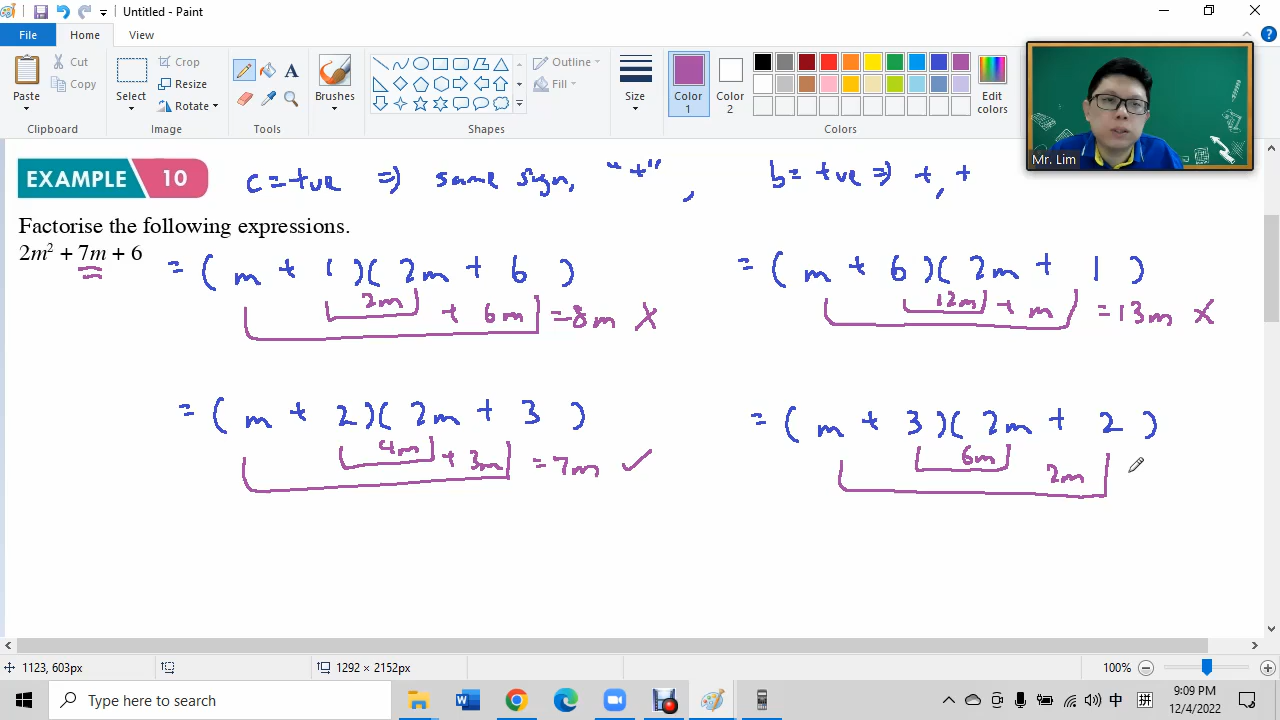 Untitled - Paint
File Home View
Paste
Cut
Copy
Clipboard
Select
Crop
Resize
Rotate
Image
Tools
Brushes
Outline
Fill
Shapes
Size
Color 1
Color 2
Edit colors
Colors
Mr. Lim
EXAMPLE 10
c = +ve ⇒ same sign, "+", b = +ve ⇒ +, +
Factorise the following expressions.
2m² + 7m + 6
= (m + 1)(2m + 6)
2m + 6m = 8m ✗
= (m + 6)(2m + 1)
12m + m = 13m ✗
= (m + 2)(2m + 3)
4m + 3m = 7m ✓
= (m + 3)(2m + 2)
6m
2m
1123, 603px
1292 × 2152px
100%
Type here to search
中 拼
9:09 PM
12/4/2022